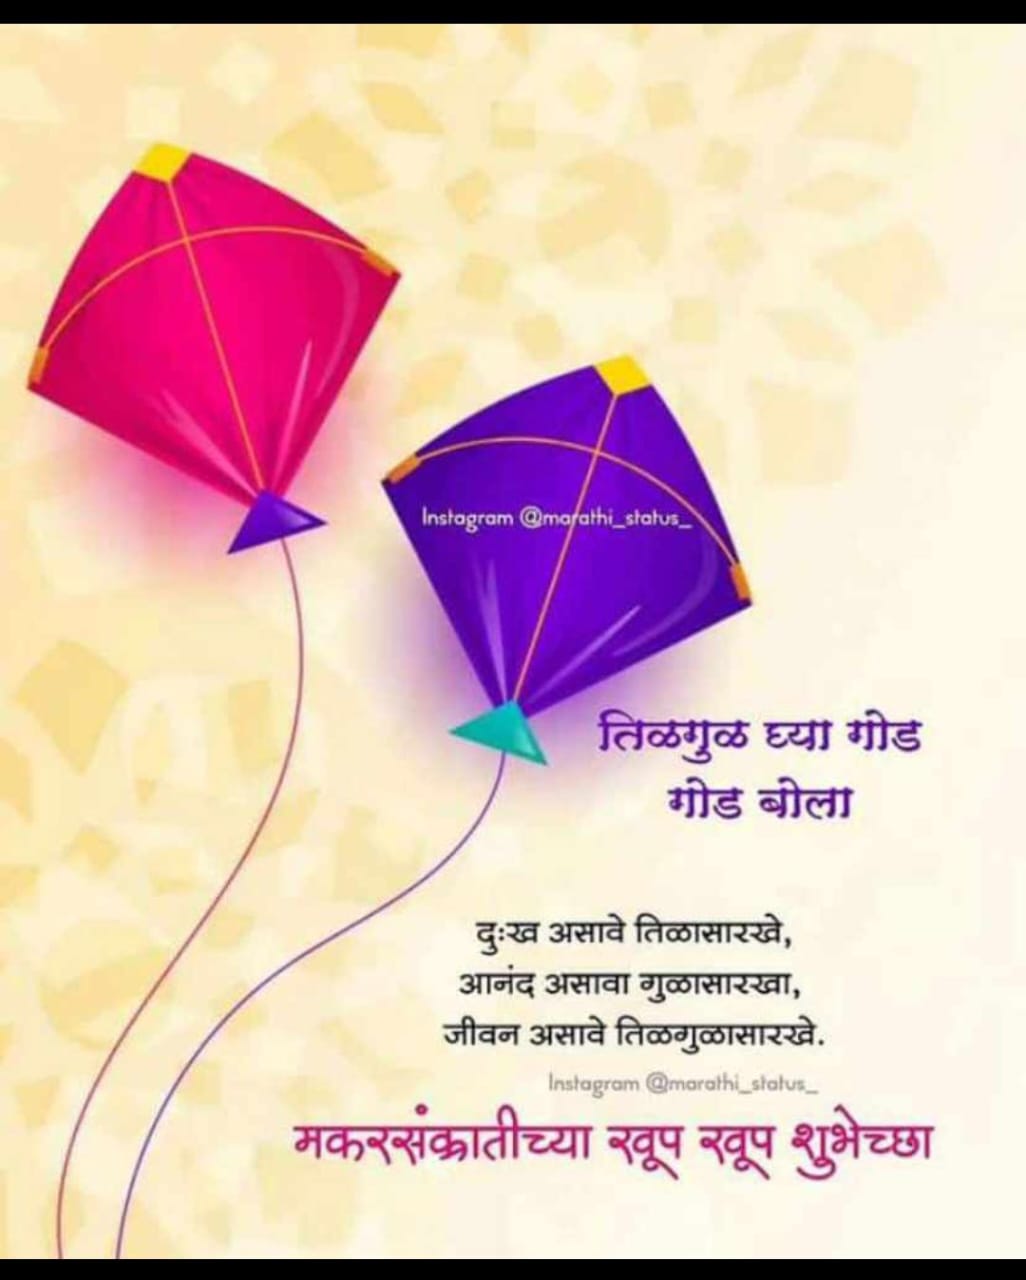 Instagram @marathi_status_
तिळगुळ घ्या गोड
गोड बोला
दुःख असावे तिळासारखे,
आनंद असावा गुळासारखा,
जीवन असावे तिळगुळासारखे.
Instagram @marathi_status_
मकरसंक्रातीच्या खूप खूप शुभेच्छा